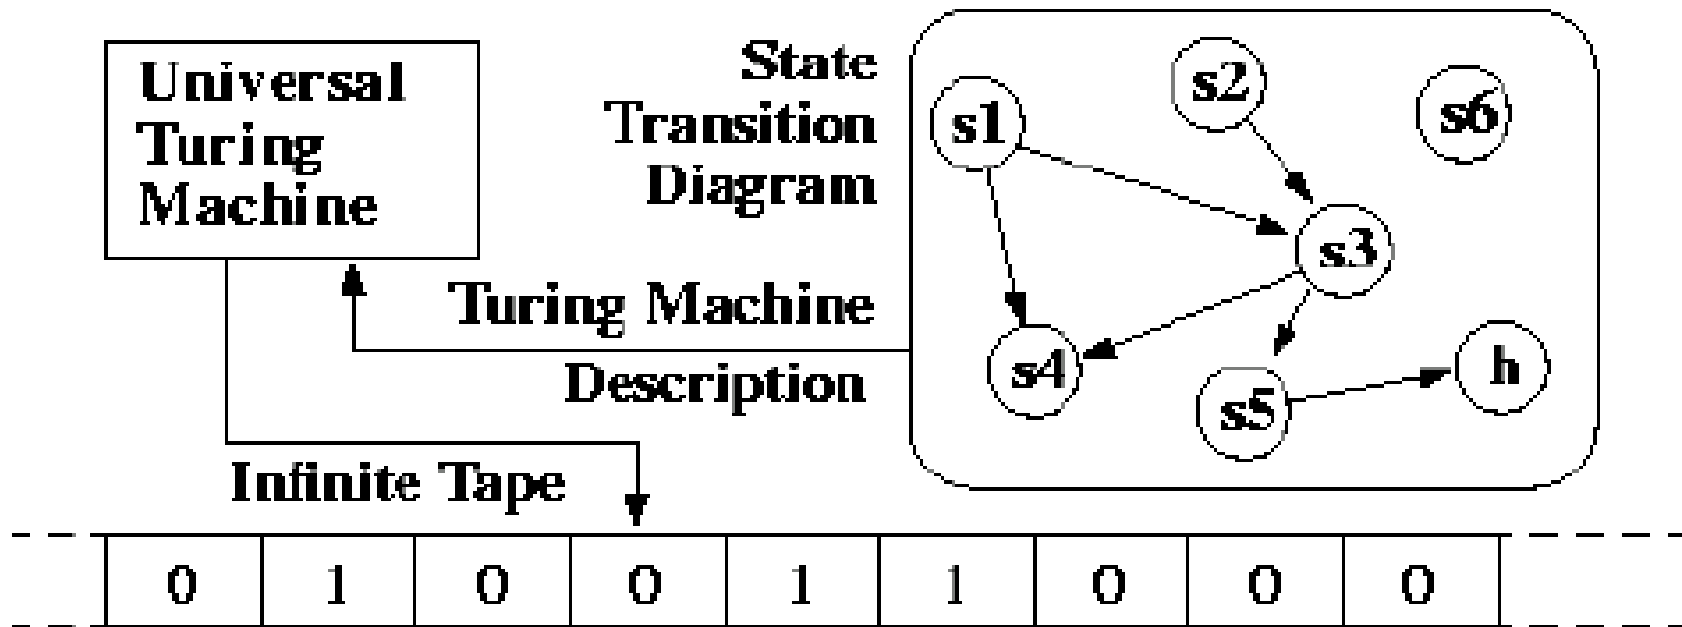 Universal
Turing
Machine
State
Transition
Diagram
s1
s2
s6
s3
Turing Machine
Description
s4
s5
h
Infinite Tape
0 1 0 0 1 1 0 0 0